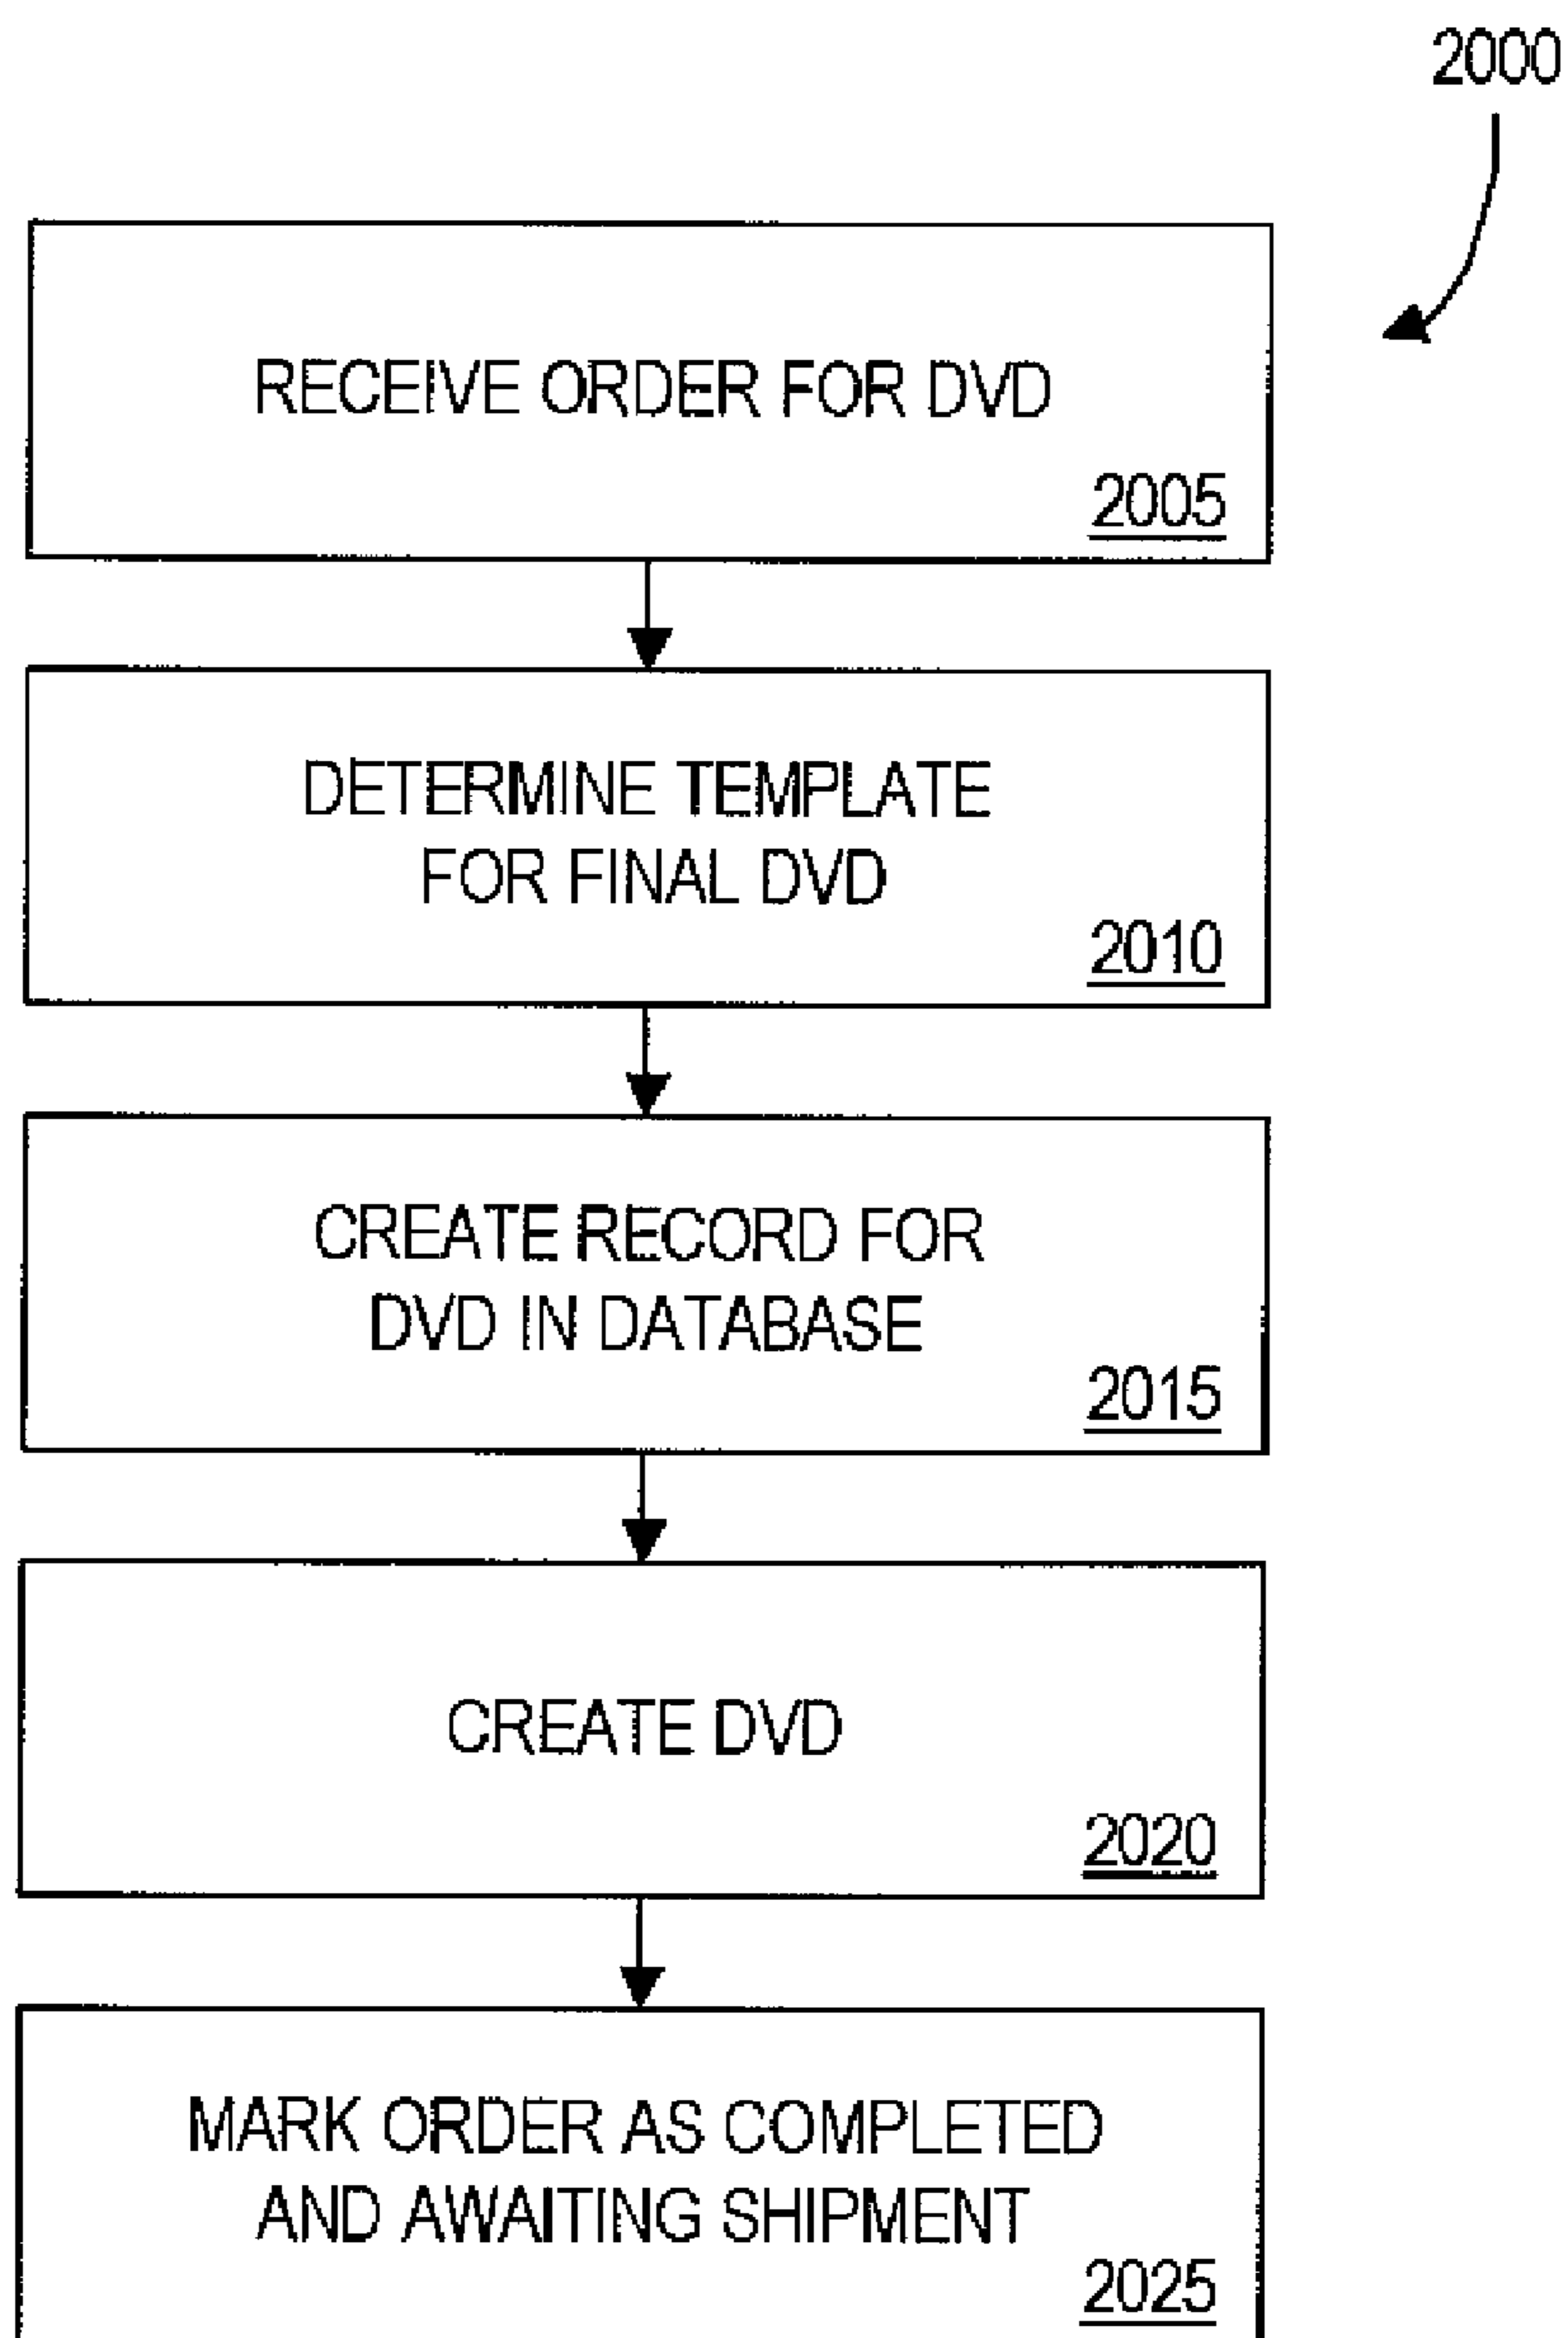 2000
RECEIVE ORDER FOR DVD
2005
DETERMINE TEMPLATE
FOR FINAL DVD
2010
CREATE RECORD FOR
DVD IN DATABASE
2015
CREATE DVD
2020
MARK ORDER AS COMPLETED
AND AWAITING SHIPMENT
2025